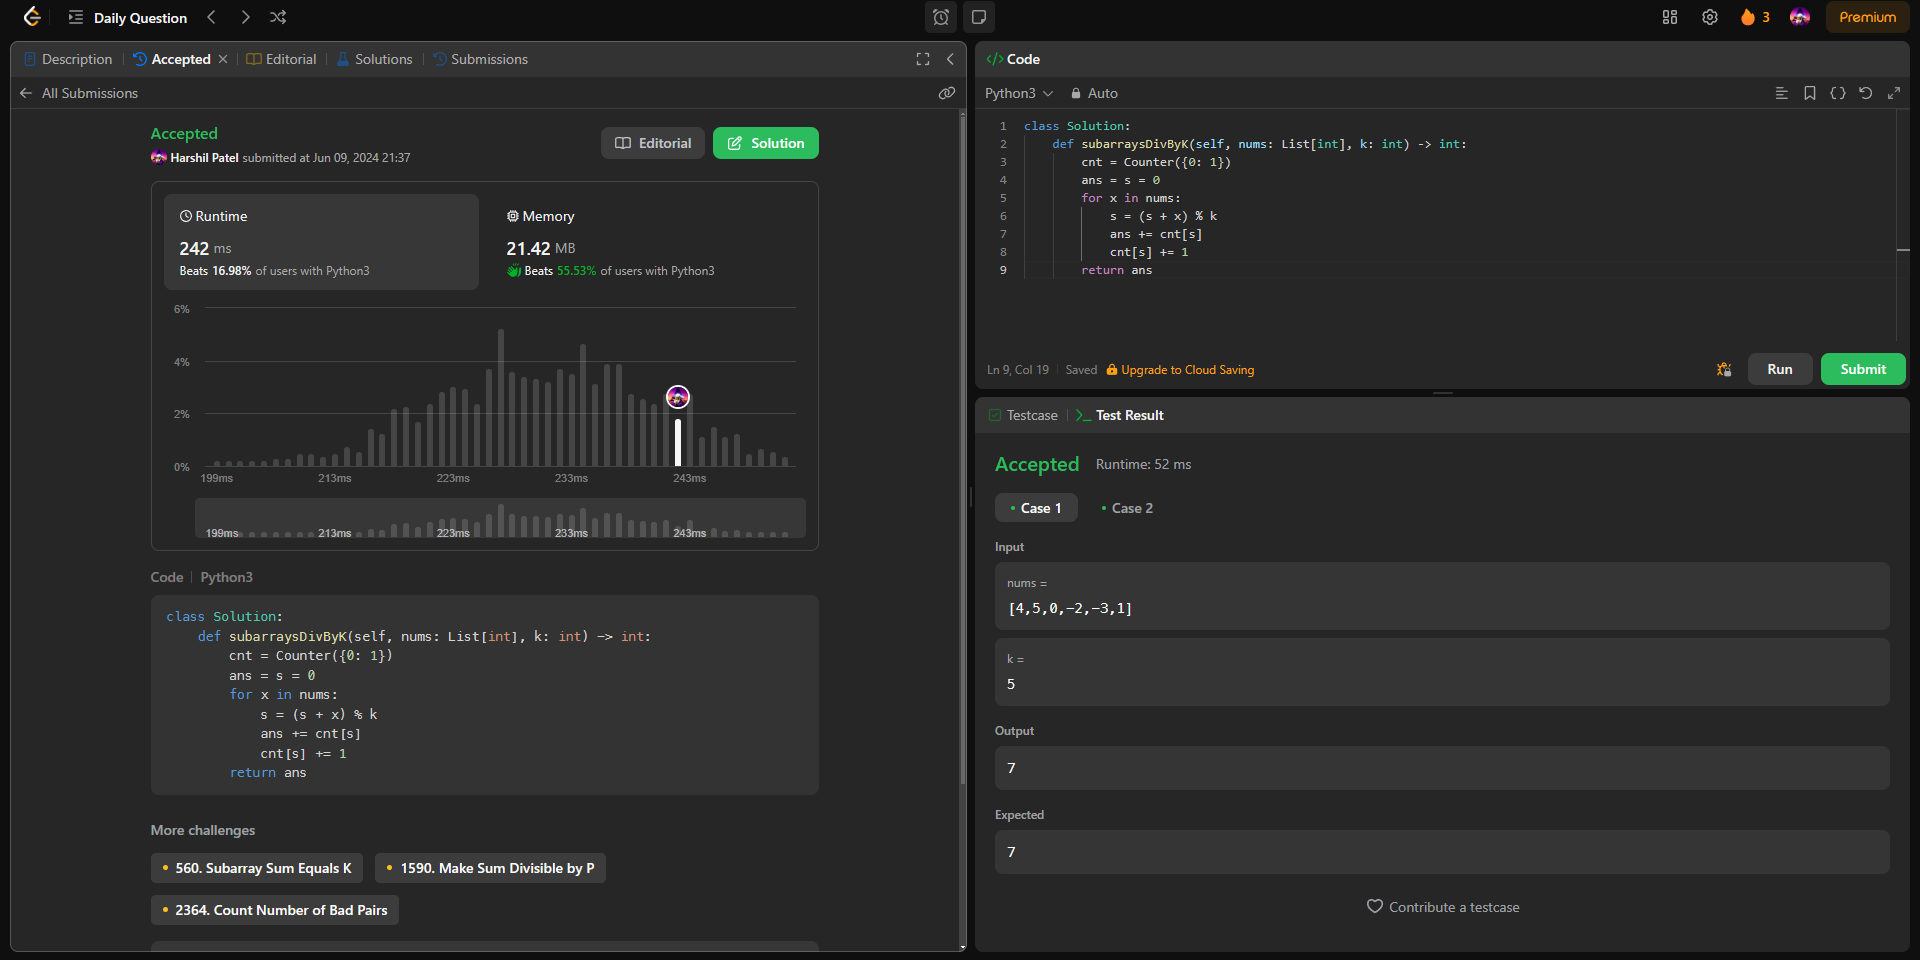 Daily Question
3
Premium
Description
Accepted
Editorial
Solutions
Submissions
All Submissions
Accepted
Harshil Patel submitted at Jun 09, 2024 21:37
Editorial
Solution
Runtime
242 ms
Beats 16.98% of users with Python3
Memory
21.42 MB
Beats 55.53% of users with Python3
6%
4%
2%
0%
199ms 213ms 223ms 233ms 243ms
199ms 213ms 223ms 233ms 243ms
Code | Python3
class Solution:
    def subarraysDivByK(self, nums: List[int], k: int) -> int:
        cnt = Counter({0: 1})
        ans = s = 0
        for x in nums:
            s = (s + x) % k
            ans += cnt[s]
            cnt[s] += 1
        return ans
More challenges
560. Subarray Sum Equals K
1590. Make Sum Divisible by P
2364. Count Number of Bad Pairs
</> Code
Python3
Auto
1 class Solution:
2     def subarraysDivByK(self, nums: List[int], k: int) -> int:
3         cnt = Counter({0: 1})
4         ans = s = 0
5         for x in nums:
6             s = (s + x) % k
7             ans += cnt[s]
8             cnt[s] += 1
9         return ans
Ln 9, Col 19 | Saved
Upgrade to Cloud Saving
Run
Submit
Testcase
Test Result
Accepted
Runtime: 52 ms
Case 1
Case 2
Input
nums =
[4,5,0,-2,-3,1]
k =
5
Output
7
Expected
7
Contribute a testcase